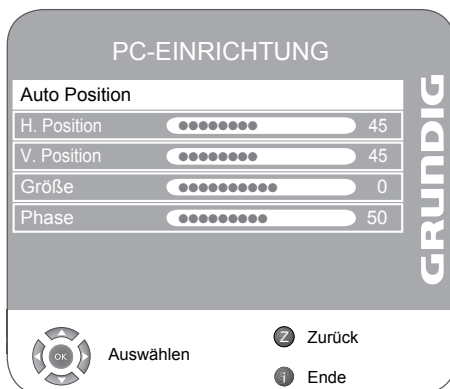 PC-EINRICHTUNG
Auto Position
H. Position 45
V. Position 45
Größe 0
Phase 50
GRUNDIG
OK Auswählen
Z Zurück
i Ende